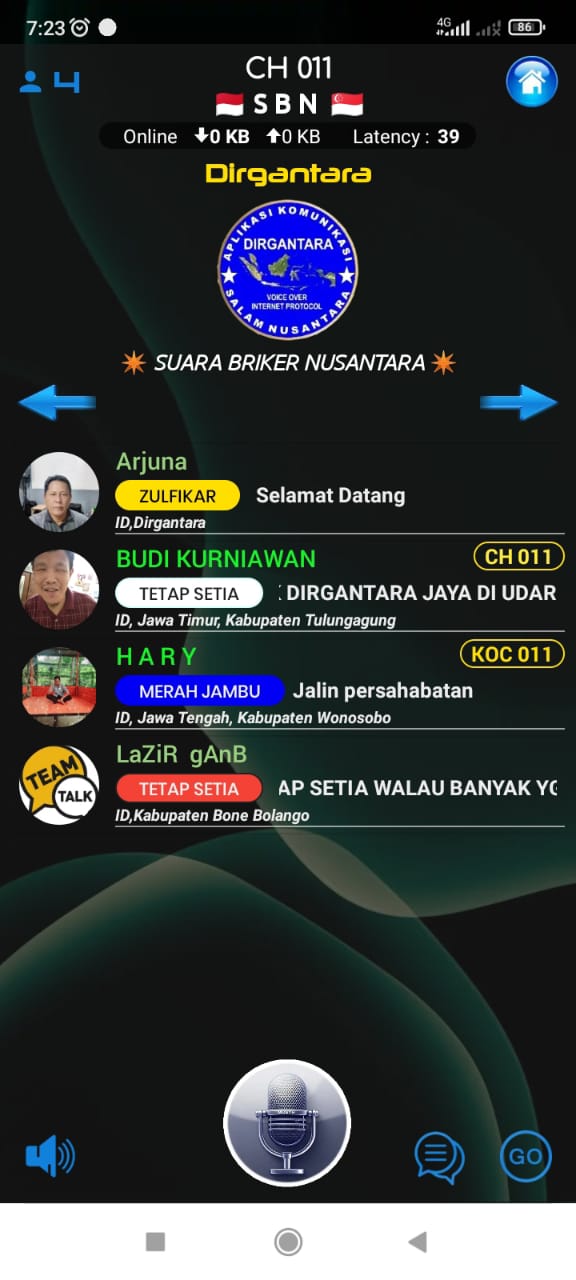 7:23
4G
86
4
CH 011
S B N
Online 0 KB 0 KB Latency : 39
Dirgantara
APLIKASI KOMUNIKASI
DIRGANTARA
VOICE OVER
INTERNET PROTOCOL
SALAM NUSANTARA
SUARA BRIKER NUSANTARA
Arjuna
ZULFIKAR Selamat Datang
ID,Dirgantara
BUDI KURNIAWAN CH 011
TETAP SETIA DIRGANTARA JAYA DI UDAR
ID, Jawa Timur, Kabupaten Tulungagung
H A R Y KOC 011
MERAH JAMBU Jalin persahabatan
ID, Jawa Tengah, Kabupaten Wonosobo
LaZiR gAnB
TEAM
TALK
TETAP SETIA AP SETIA WALAU BANYAK YG
ID,Kabupaten Bone Bolango
GO